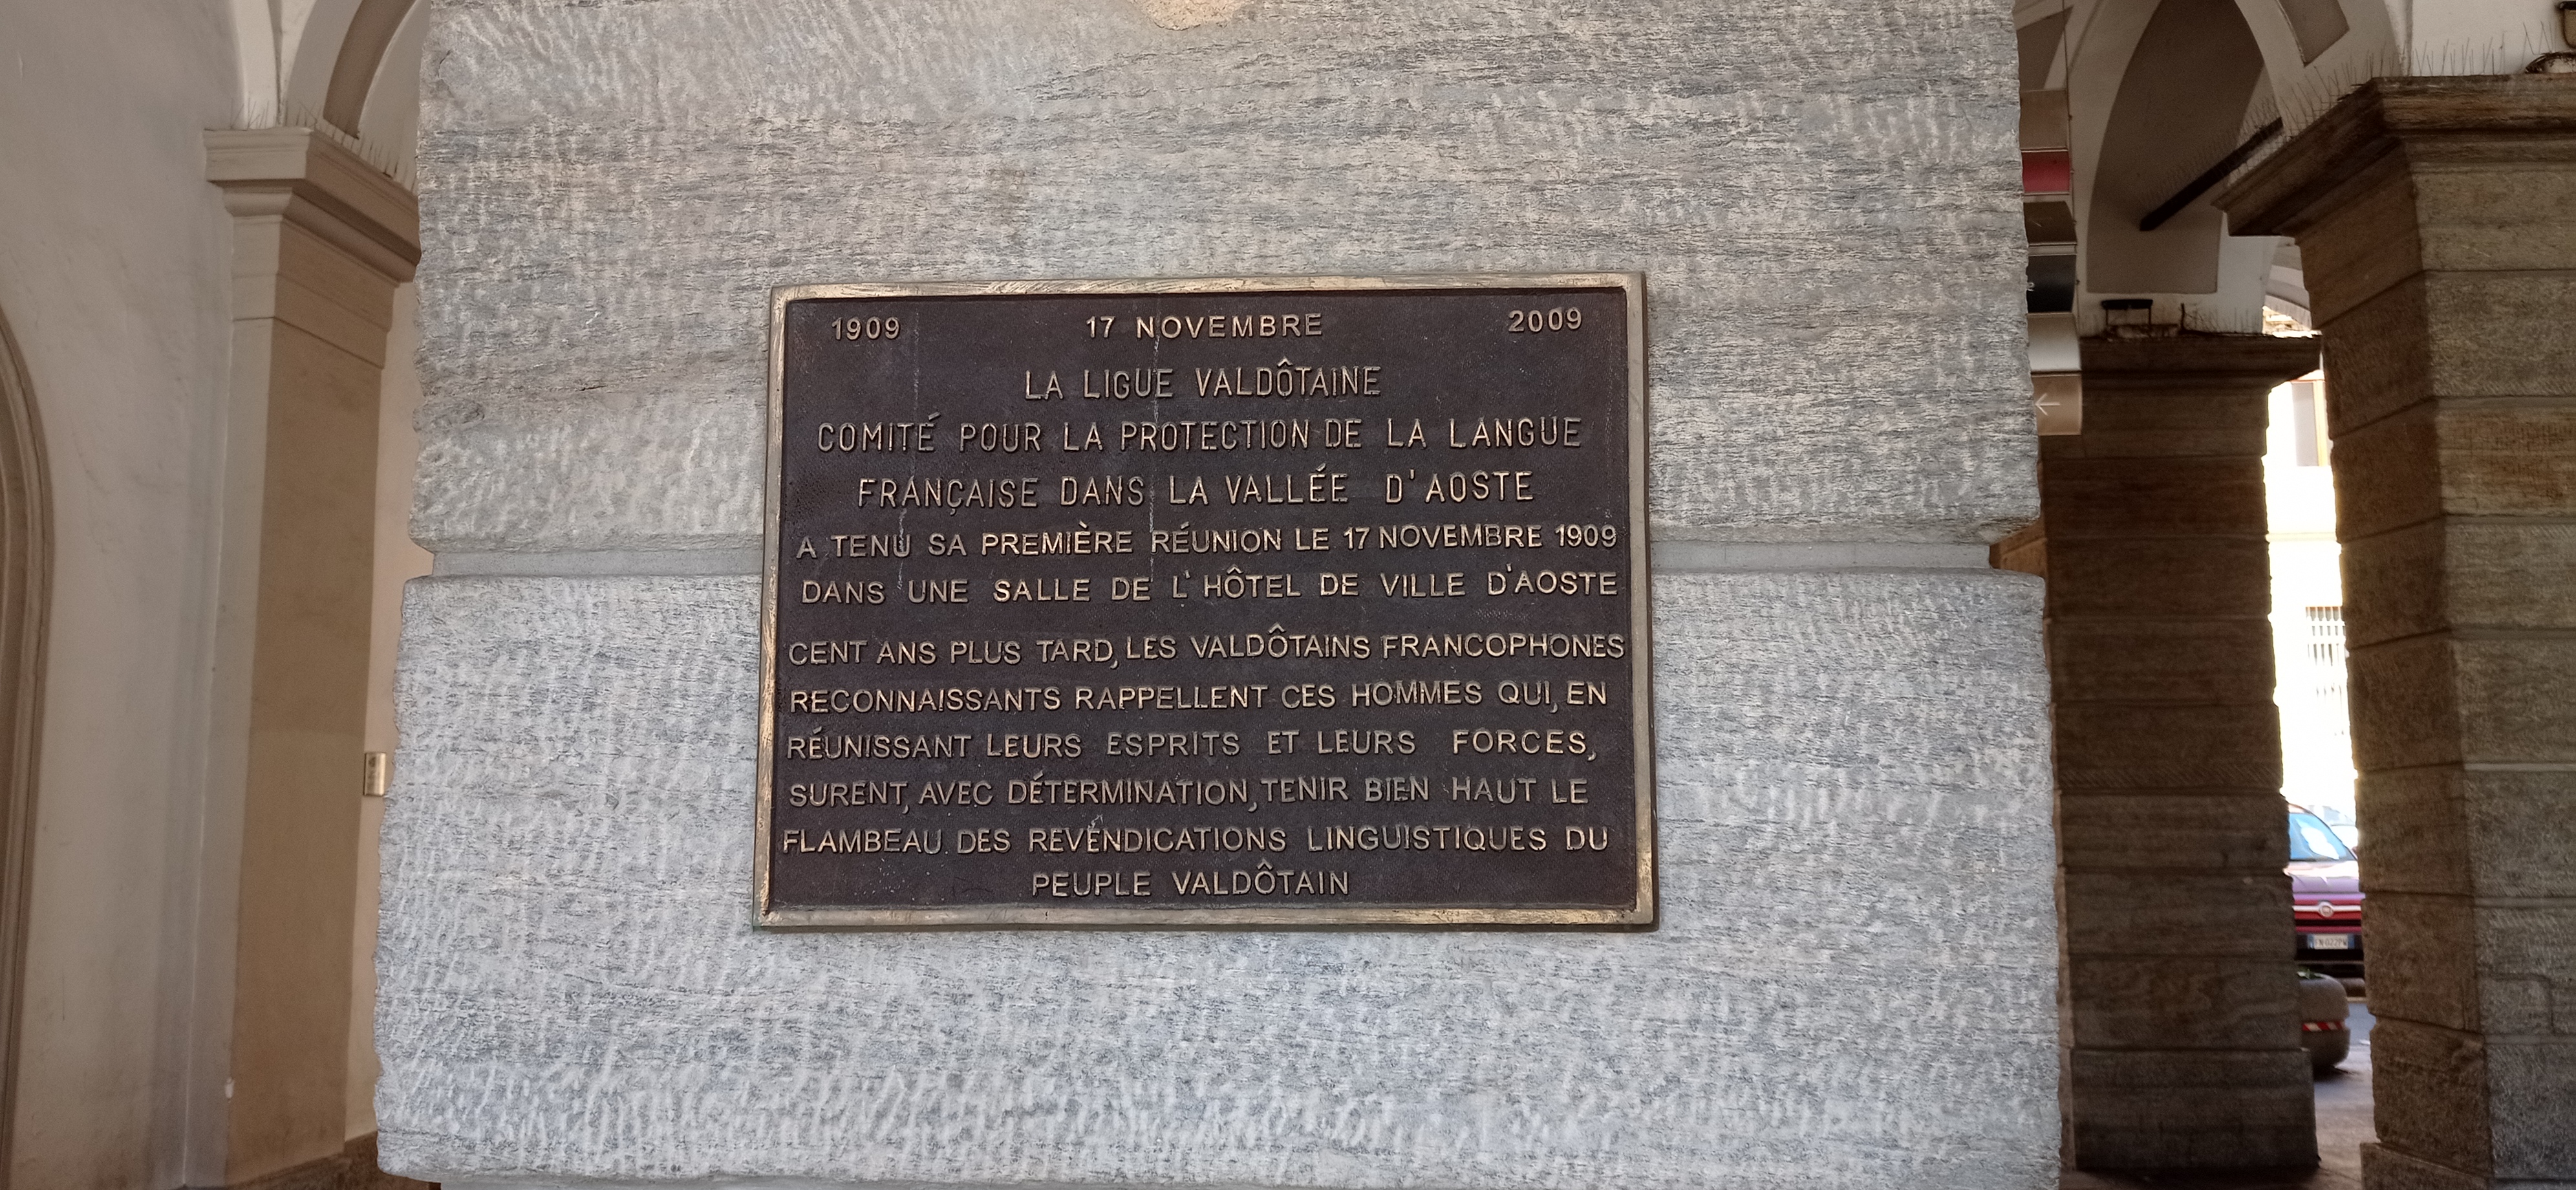 1909 17 NOVEMBRE 2009
LA LIGUE VALDÔTAINE
COMITÉ POUR LA PROTECTION DE LA LANGUE
FRANÇAISE DANS LA VALLÉE D'AOSTE
A TENU SA PREMIÈRE RÉUNION LE 17 NOVEMBRE 1909
DANS UNE SALLE DE L'HÔTEL DE VILLE D'AOSTE
CENT ANS PLUS TARD, LES VALDÔTAINS FRANCOPHONES
RECONNAISSANTS RAPPELLENT CES HOMMES QUI, EN
RÉUNISSANT LEURS ESPRITS ET LEURS FORCES,
SURENT, AVEC DÉTERMINATION, TENIR BIEN HAUT LE
FLAMBEAU DES REVENDICATIONS LINGUISTIQUES DU
PEUPLE VALDÔTAIN